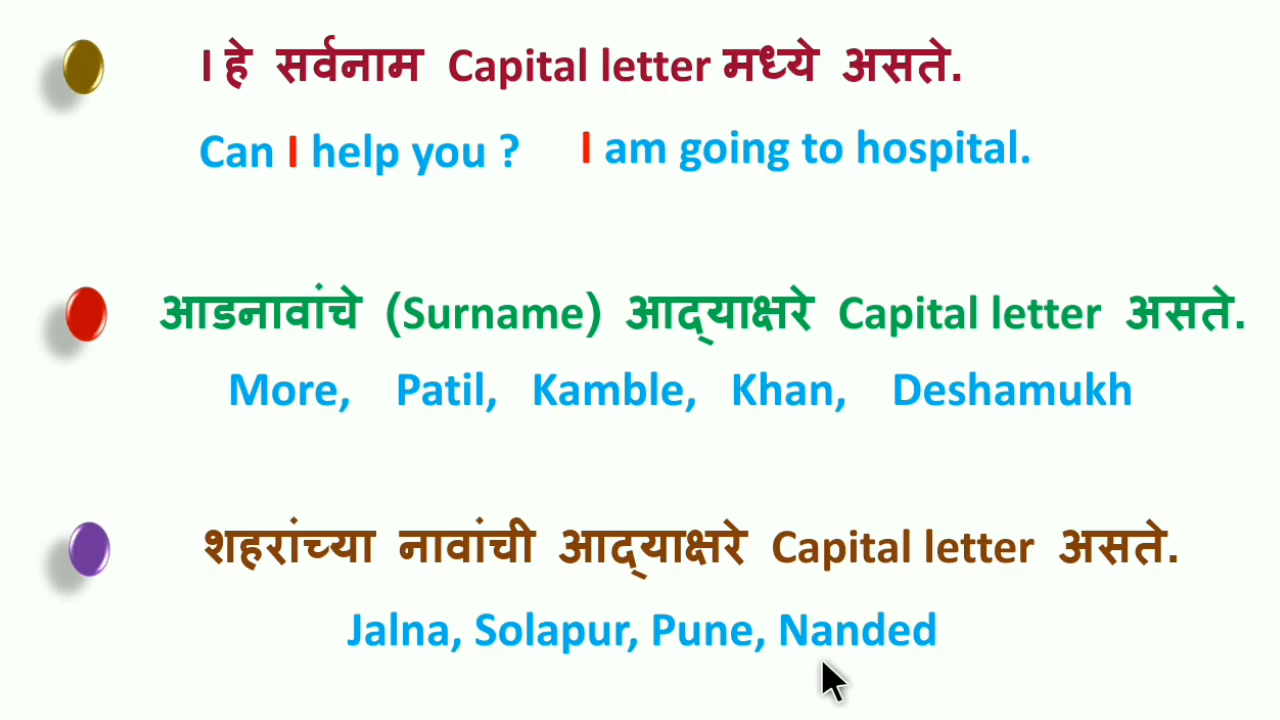 I हे सर्वनाम Capital letter मध्ये असते.
Can I help you ? I am going to hospital.
आडनावांचे (Surname) आद्‌याक्षरे Capital letter असते.
More, Patil, Kamble, Khan, Deshamukh
शहरांच्या नावांची आद्‌याक्षरे Capital letter असते.
Jalna, Solapur, Pune, Nanded